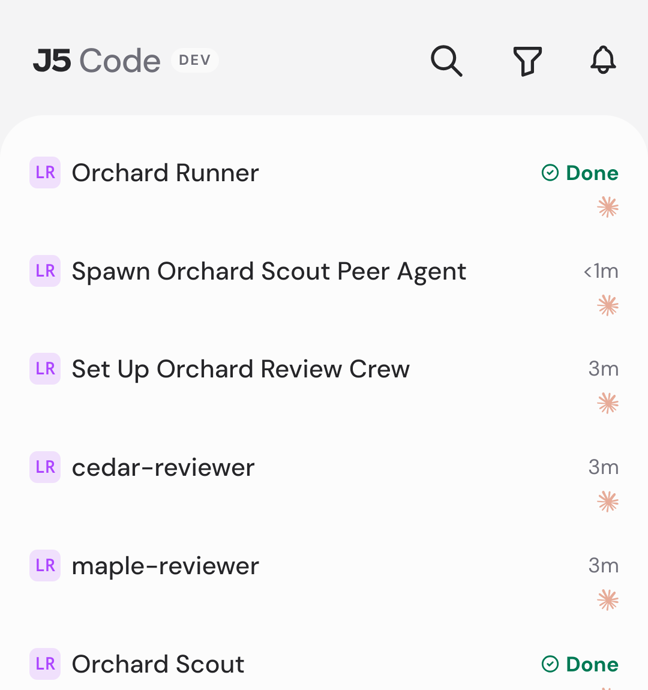 J5 Code DEV
LR Orchard Runner Done
LR Spawn Orchard Scout Peer Agent <1m
LR Set Up Orchard Review Crew 3m
LR cedar-reviewer 3m
LR maple-reviewer 3m
LR Orchard Scout Done